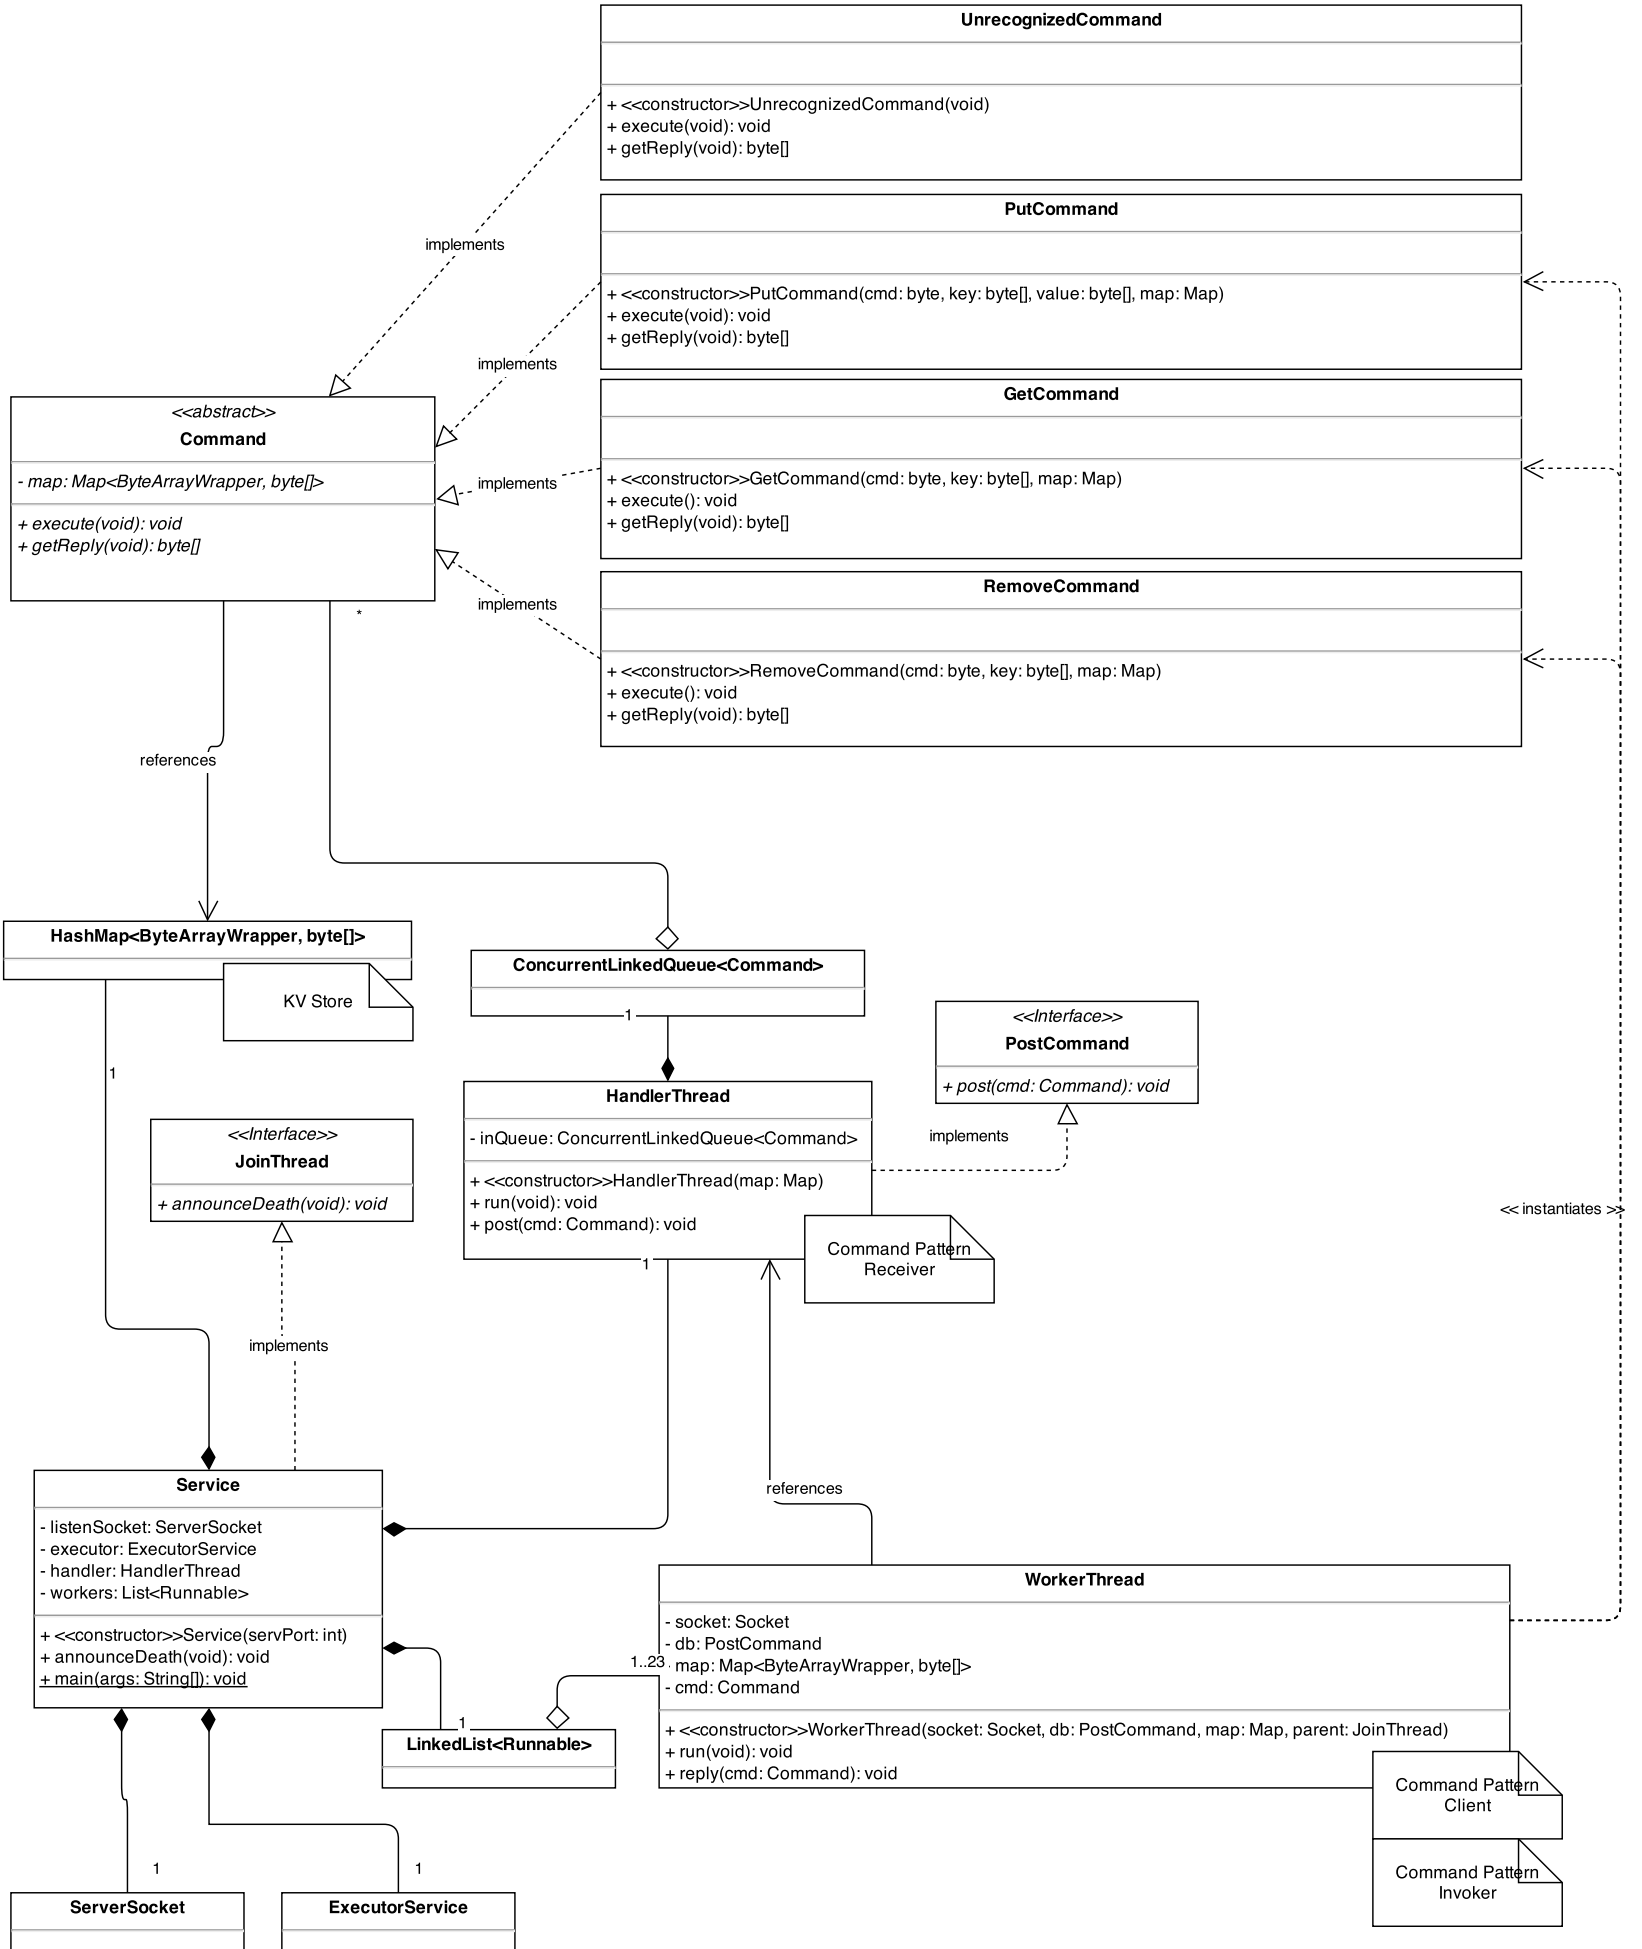 UnrecognizedCommand
+ <<constructor>>UnrecognizedCommand(void)
+ execute(void): void
+ getReply(void): byte[]
implements
PutCommand
+ <<constructor>>PutCommand(cmd: byte, key: byte[], value: byte[], map: Map)
+ execute(void): void
+ getReply(void): byte[]
implements
GetCommand
+ <<constructor>>GetCommand(cmd: byte, key: byte[], map: Map)
+ execute(): void
+ getReply(void): byte[]
implements
RemoveCommand
+ <<constructor>>RemoveCommand(cmd: byte, key: byte[], map: Map)
+ execute(): void
+ getReply(void): byte[]
implements
<<abstract>>
Command
- map: Map<ByteArrayWrapper, byte[]>
+ execute(void): void
+ getReply(void): byte[]
*
references
HashMap<ByteArrayWrapper, byte[]>
KV Store
1
ConcurrentLinkedQueue<Command>
1
<<Interface>>
PostCommand
+ post(cmd: Command): void
implements
HandlerThread
- inQueue: ConcurrentLinkedQueue<Command>
+ <<constructor>>HandlerThread(map: Map)
+ run(void): void
+ post(cmd: Command): void
1
Command Pattern
Receiver
<<Interface>>
JoinThread
+ announceDeath(void): void
implements
<< instantiates >>
references
Service
- listenSocket: ServerSocket
- executor: ExecutorService
- handler: HandlerThread
- workers: List<Runnable>
+ <<constructor>>Service(servPort: int)
+ announceDeath(void): void
+ main(args: String[]): void
WorkerThread
- socket: Socket
- db: PostCommand
1..23
map: Map<ByteArrayWrapper, byte[]>
- cmd: Command
+ <<constructor>>WorkerThread(socket: Socket, db: PostCommand, map: Map, parent: JoinThread)
+ run(void): void
+ reply(cmd: Command): void
1
LinkedList<Runnable>
Command Pattern
Client
Command Pattern
Invoker
1
ServerSocket
1
ExecutorService